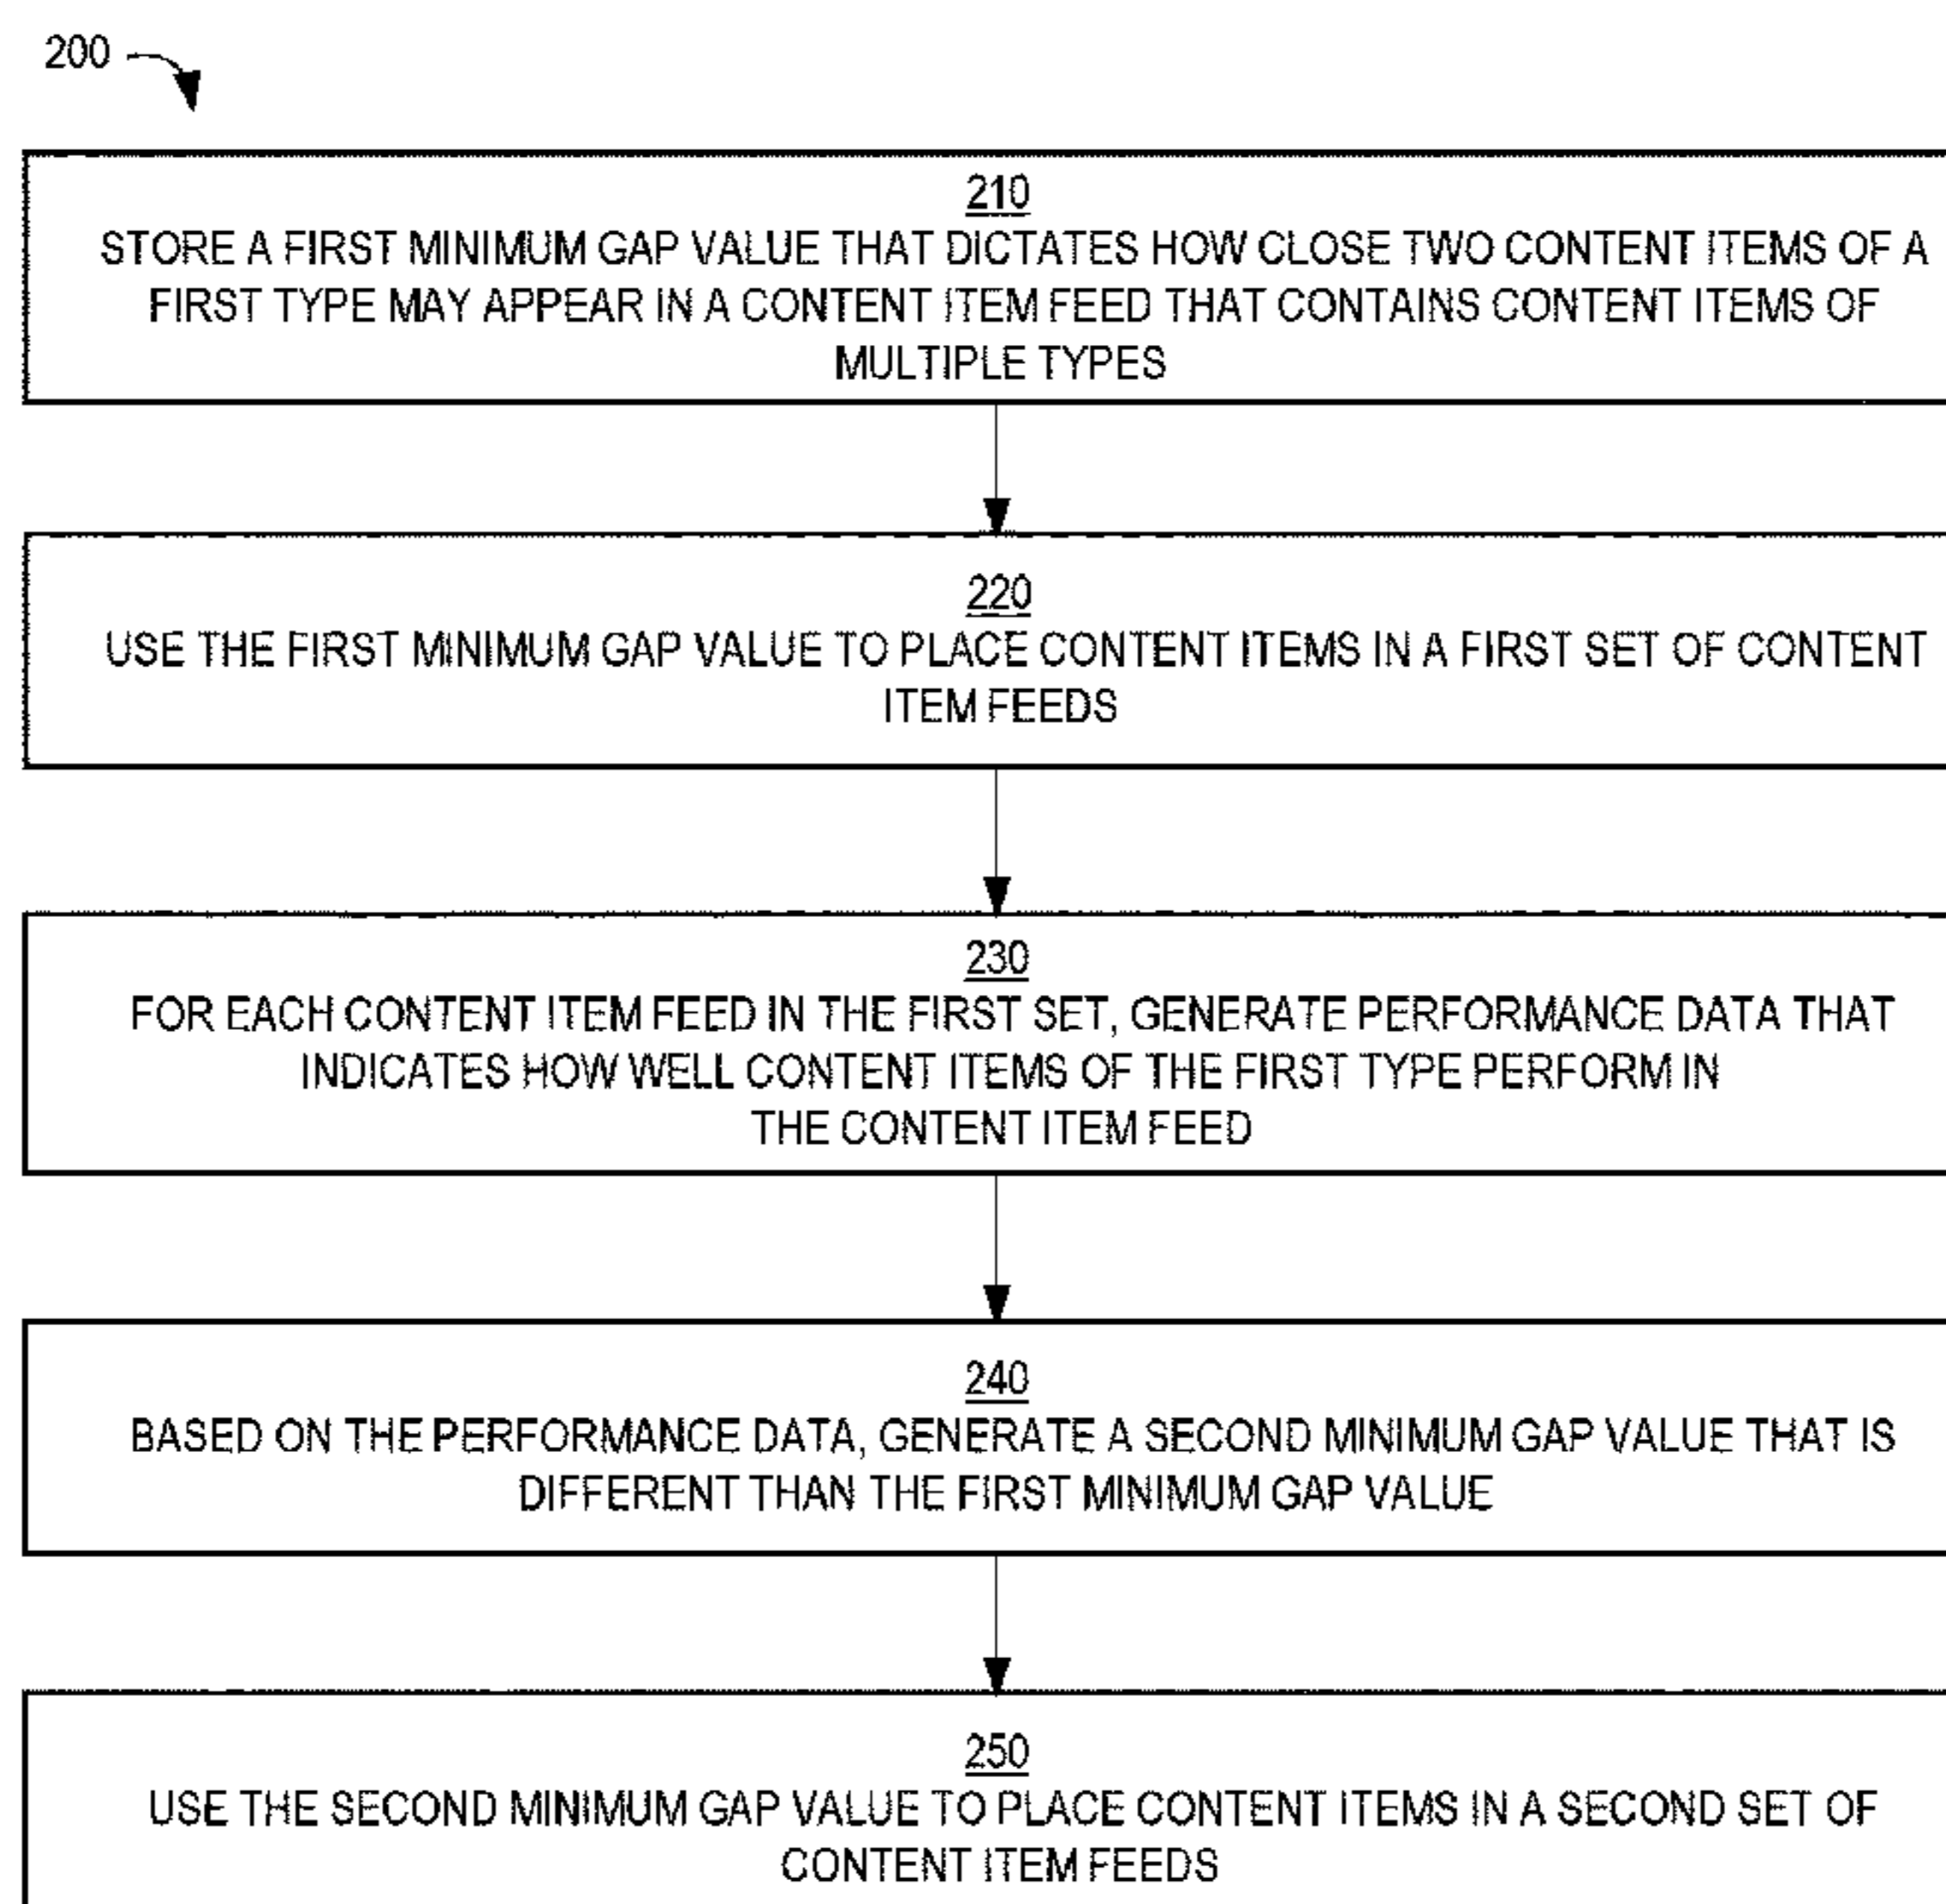 200
210
STORE A FIRST MINIMUM GAP VALUE THAT DICTATES HOW CLOSE TWO CONTENT ITEMS OF A
FIRST TYPE MAY APPEAR IN A CONTENT ITEM FEED THAT CONTAINS CONTENT ITEMS OF
MULTIPLE TYPES
220
USE THE FIRST MINIMUM GAP VALUE TO PLACE CONTENT ITEMS IN A FIRST SET OF CONTENT
ITEM FEEDS
230
FOR EACH CONTENT ITEM FEED IN THE FIRST SET, GENERATE PERFORMANCE DATA THAT
INDICATES HOW WELL CONTENT ITEMS OF THE FIRST TYPE PERFORM IN
THE CONTENT ITEM FEED
240
BASED ON THE PERFORMANCE DATA, GENERATE A SECOND MINIMUM GAP VALUE THAT IS
DIFFERENT THAN THE FIRST MINIMUM GAP VALUE
250
USE THE SECOND MINIMUM GAP VALUE TO PLACE CONTENT ITEMS IN A SECOND SET OF
CONTENT ITEM FEEDS